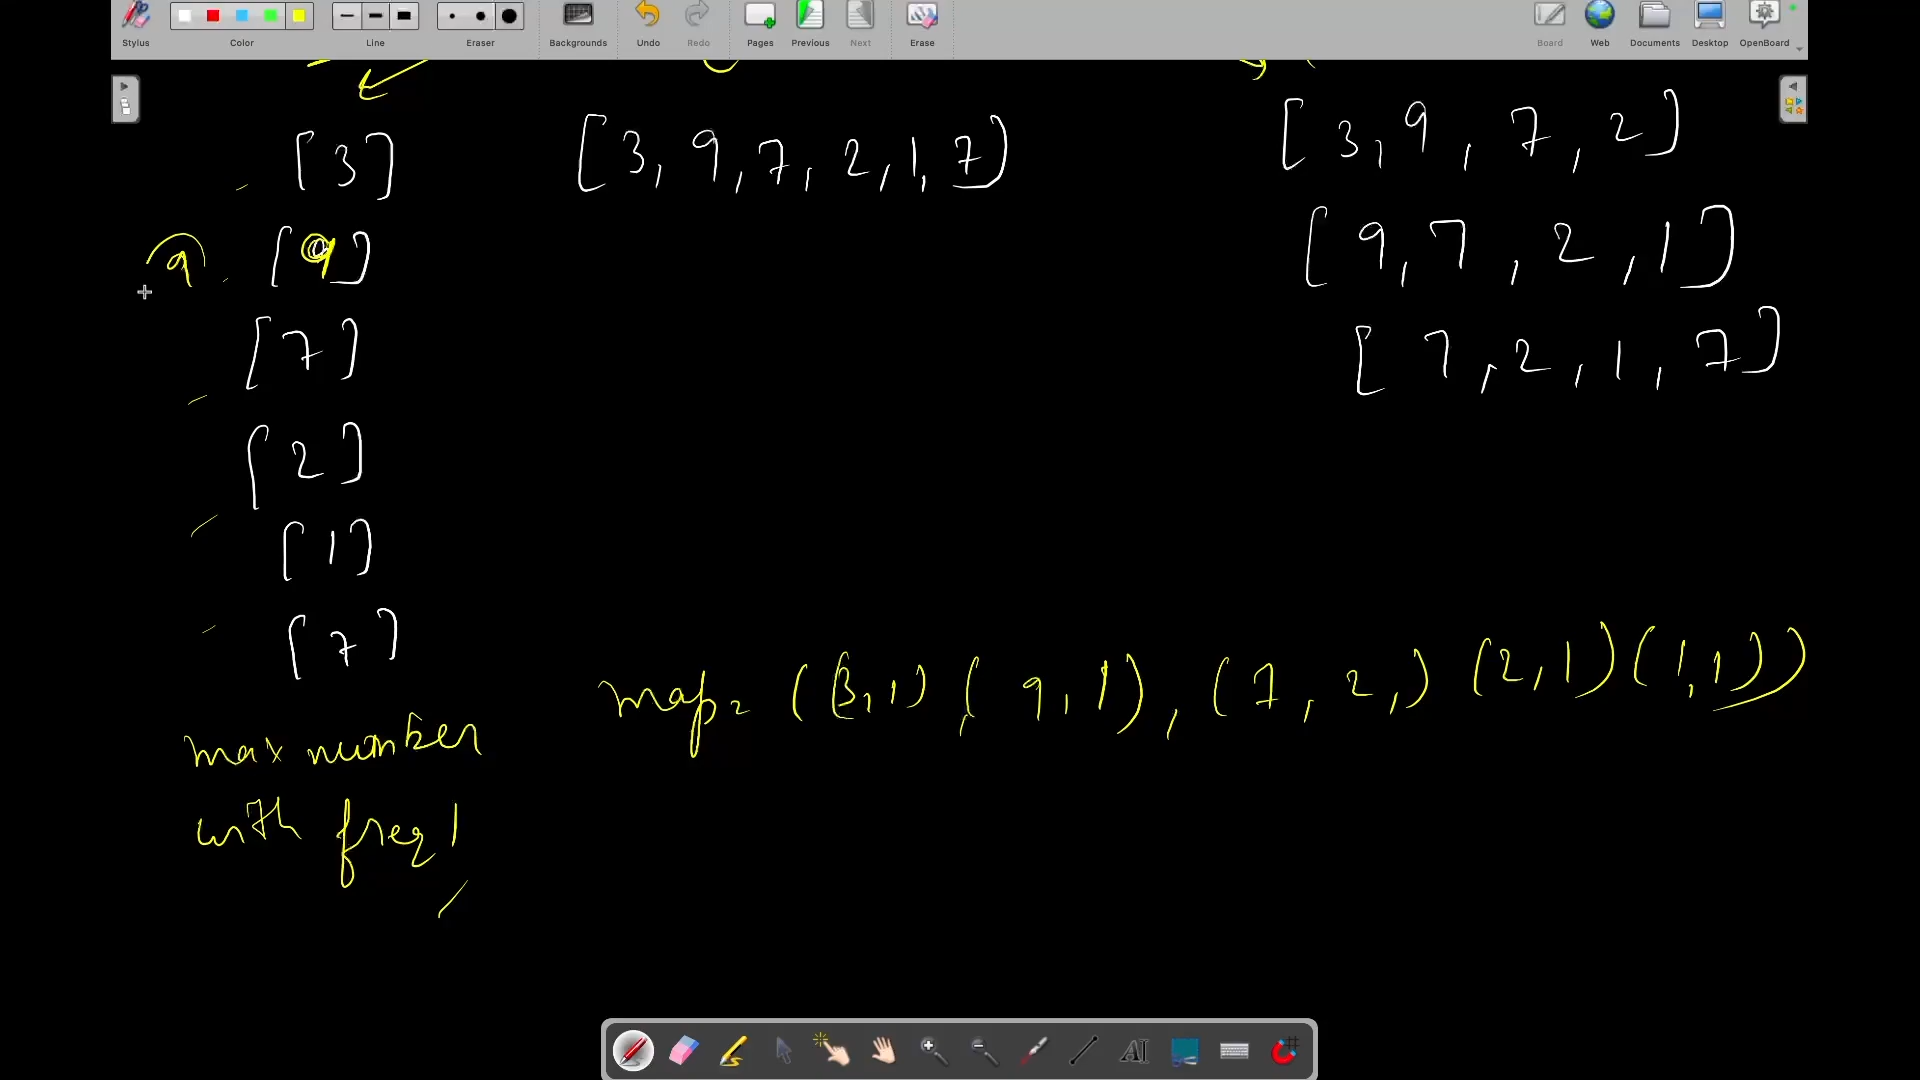 Stylus Color Line Eraser Backgrounds Undo Redo Pages Previous Next Erase Board Web Documents Desktop OpenBoard
[3] [3, 9, 7, 2, 1, 7] [3, 9, 7, 2]
9 [9] [9, 7, 2, 1]
[7] [7, 2, 1, 7]
[2]
[1]
[7]
map = ((3,1), (9,1), (7,2,) (2,1) (1,1))
max number
with freq 1